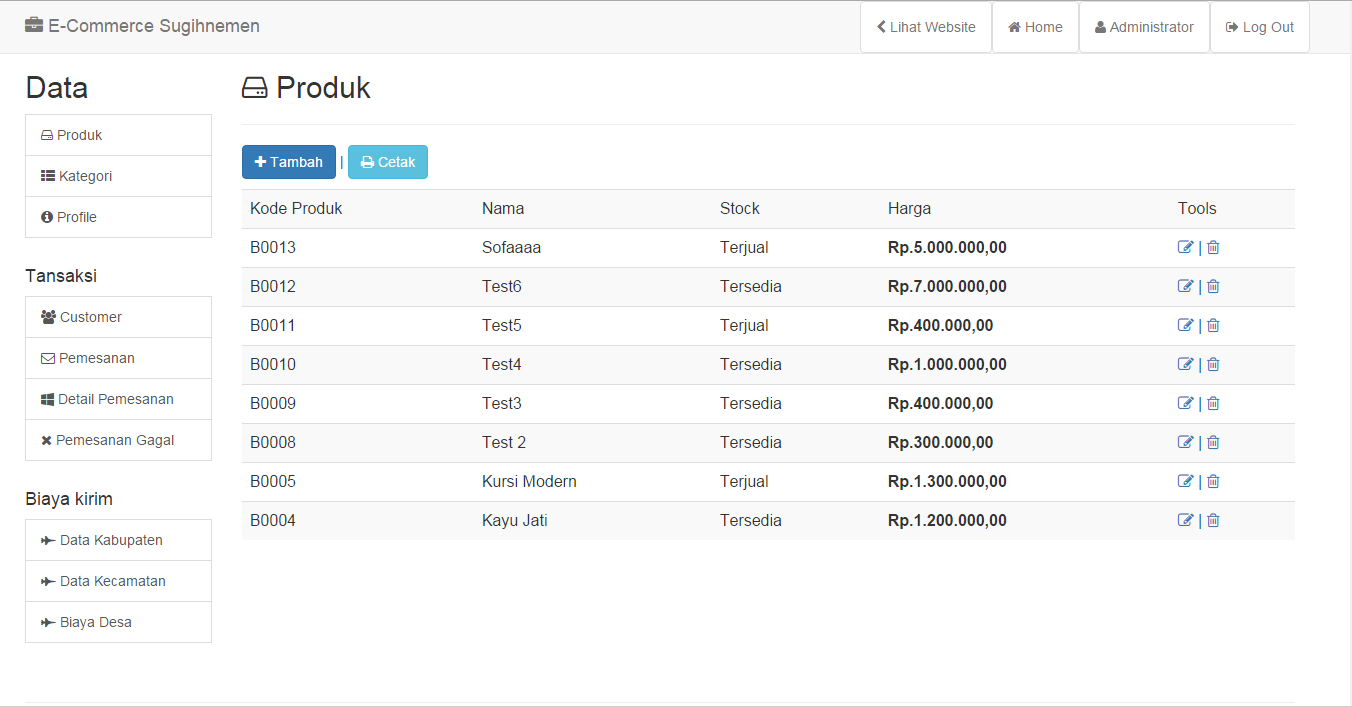 E-Commerce Sugihnemen
Lihat Website
Home
Administrator
Log Out
Data
Produk
Kategori
Profile
Tansaksi
Customer
Pemesanan
Detail Pemesanan
Pemesanan Gagal
Biaya kirim
Data Kabupaten
Data Kecamatan
Biaya Desa
Produk
Tambah | Cetak
Kode Produk Nama Stock Harga Tools
B0013 Sofaaaa Terjual Rp.5.000.000,00 |
B0012 Test6 Tersedia Rp.7.000.000,00 |
B0011 Test5 Terjual Rp.400.000,00 |
B0010 Test4 Tersedia Rp.1.000.000,00 |
B0009 Test3 Tersedia Rp.400.000,00 |
B0008 Test 2 Tersedia Rp.300.000,00 |
B0005 Kursi Modern Terjual Rp.1.300.000,00 |
B0004 Kayu Jati Tersedia Rp.1.200.000,00 |